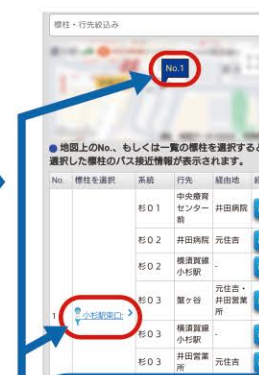 標柱・行先絞込み
No.1
●地図上のNo.、もしくは一覧の標柱を選択すると
選択した標柱のバス接近情報が表示されます。
No. 標柱を選択 系統 行先 経由地
杉01 中央療育センター前 井田病院
杉02 井田病院 元住吉
杉02 横須賀線小杉駅 -
1 小杉駅東口 杉03 蟹ヶ谷 元住吉・井田営業所
杉03 横須賀線小杉駅 -
杉03 井田営業所 元住吉